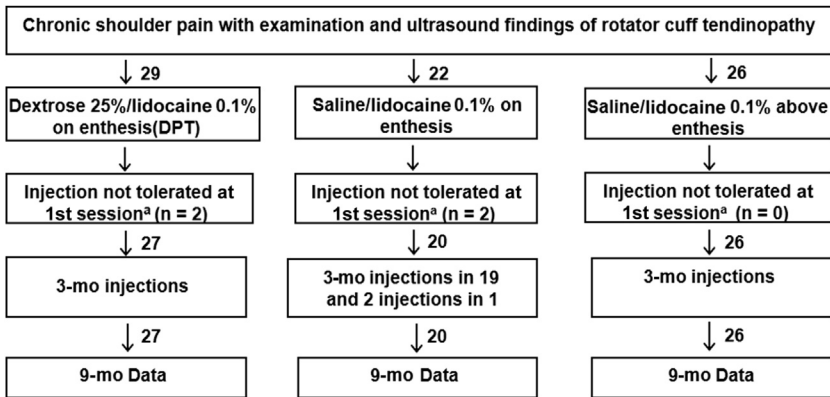 Chronic shoulder pain with examination and ultrasound findings of rotator cuff tendinopathy
29
22
26
Dextrose 25%/lidocaine 0.1%
on enthesis(DPT)
Saline/lidocaine 0.1% on
enthesis
Saline/lidocaine 0.1% above
enthesis
Injection not tolerated at
1st sessionᵃ (n = 2)
Injection not tolerated at
1st sessionᵃ (n = 2)
Injection not tolerated at
1st sessionᵃ (n = 0)
27
20
26
3-mo injections
3-mo injections in 19
and 2 injections in 1
3-mo injections
27
20
26
9-mo Data
9-mo Data
9-mo Data